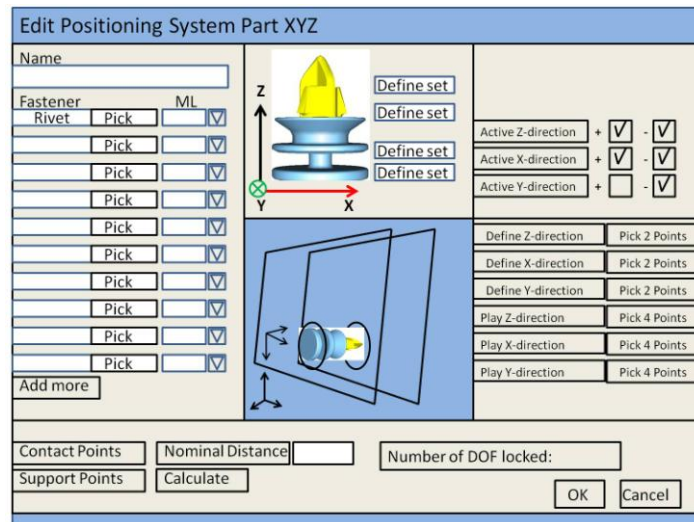 Edit Positioning System Part XYZ
Name
Fastener ML
Rivet Pick
Pick
Pick
Pick
Pick
Pick
Pick
Pick
Pick
Pick
Add more
Z
Y
X
Define set
Define set
Define set
Define set
Active Z-direction + √ - √
Active X-direction + √ - √
Active Y-direction + - √
Define Z-direction Pick 2 Points
Define X-direction Pick 2 Points
Define Y-direction Pick 2 Points
Play Z-direction Pick 4 Points
Play X-direction Pick 4 Points
Play Y-direction Pick 4 Points
Contact Points Nominal Distance
Support Points Calculate
Number of DOF locked:
OK Cancel